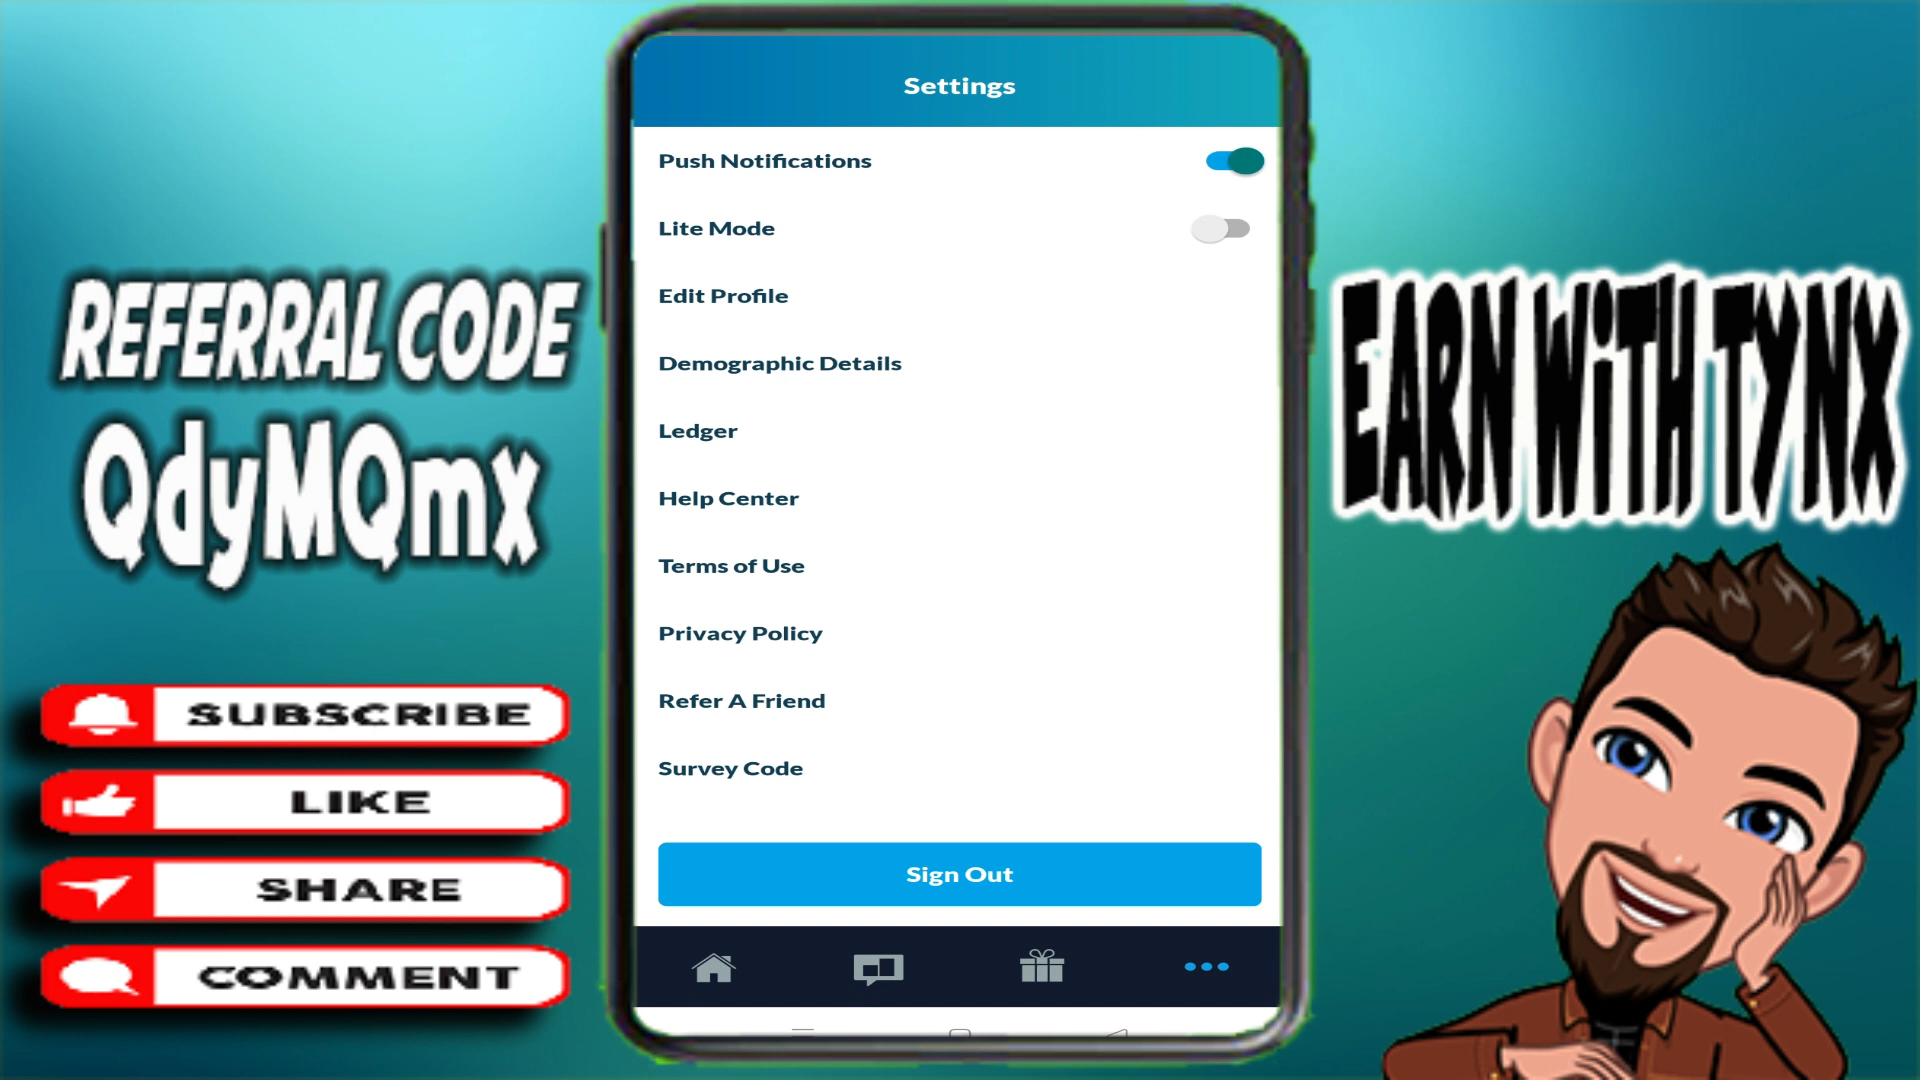 REFERRAL CODE
QdyMQmx
SUBSCRIBE
LIKE
SHARE
COMMENT
Settings
Push Notifications
Lite Mode
Edit Profile
Demographic Details
Ledger
Help Center
Terms of Use
Privacy Policy
Refer A Friend
Survey Code
Sign Out
EARN WiTH TYNX